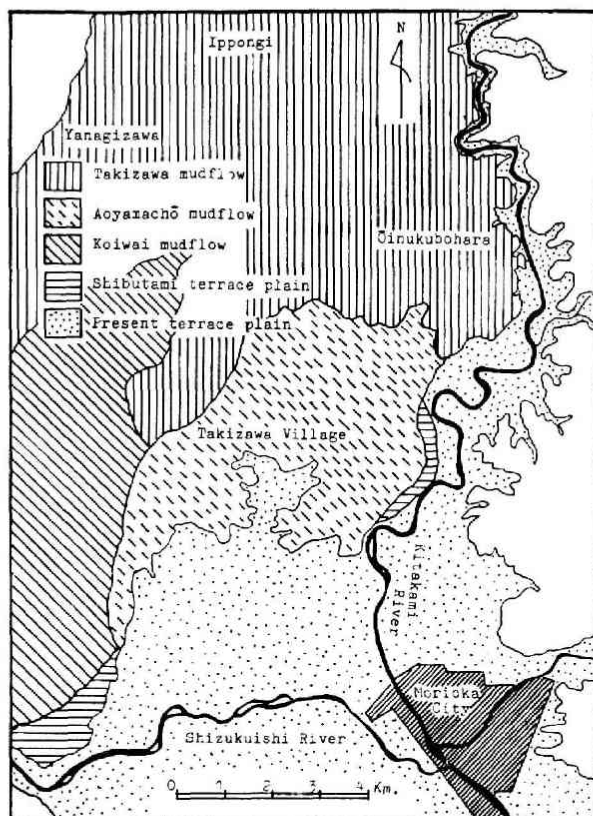 Ippongi
N
Yanagizawa
Takizawa mudflow
Aoyamachō mudflow
Koiwai mudflow
Shibutami terrace plain
Present terrace plain
Ōinukubohara
Takizawa Village
Kitakami
River
Morioka
City
Shizukuishi River
0 1 2 3 4 Km.